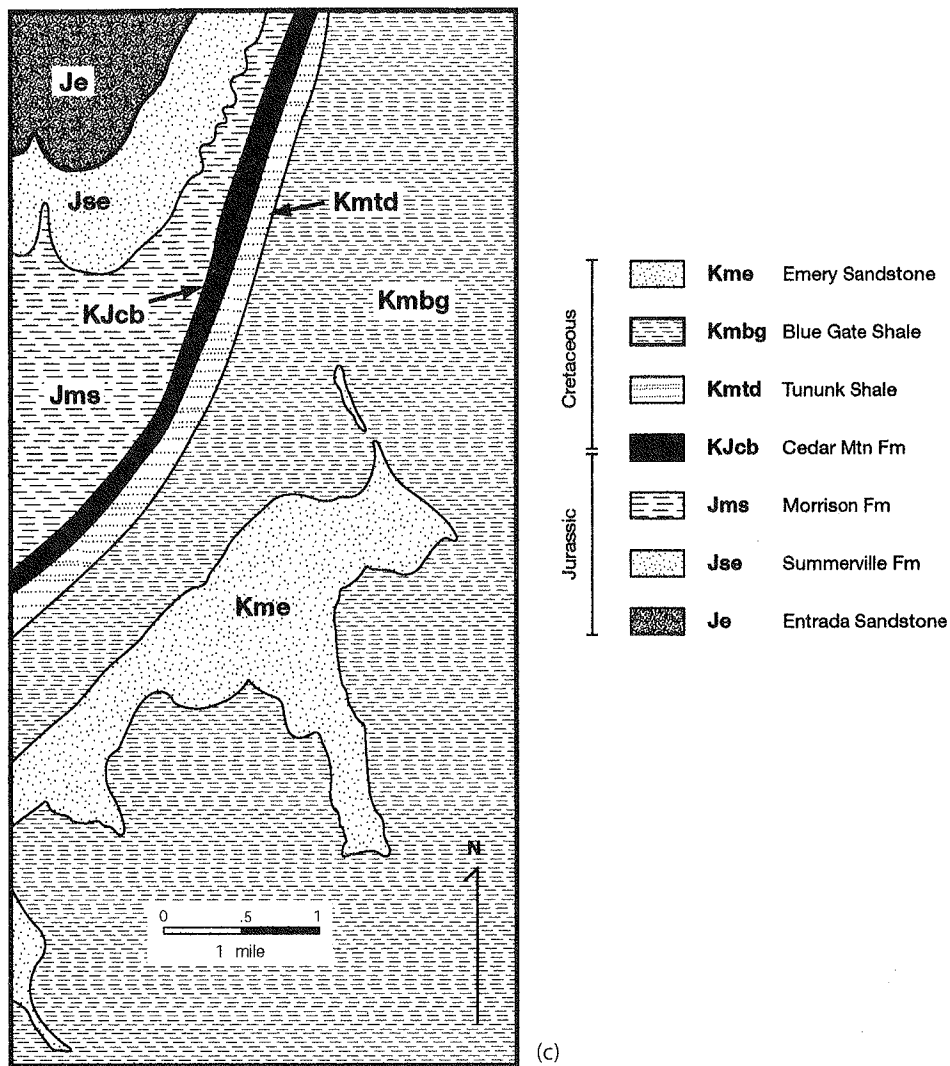 Je
Jse
Kmtd
KJcb
Kmbg
Jms
Kme
N
0 .5 1
1 mile
(c)
Cretaceous
Jurassic
Kme Emery Sandstone
Kmbg Blue Gate Shale
Kmtd Tununk Shale
KJcb Cedar Mtn Fm
Jms Morrison Fm
Jse Summerville Fm
Je Entrada Sandstone